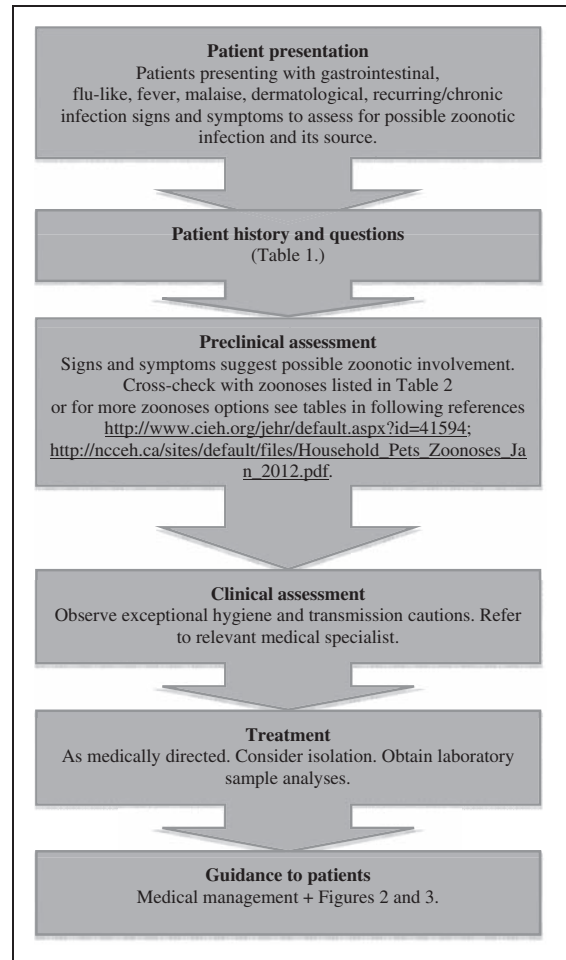 Patient presentation
Patients presenting with gastrointestinal,
flu-like, fever, malaise, dermatological, recurring/chronic
infection signs and symptoms to assess for possible zoonotic
infection and its source.
Patient history and questions
(Table 1.)
Preclinical assessment
Signs and symptoms suggest possible zoonotic involvement.
Cross-check with zoonoses listed in Table 2
or for more zoonoses options see tables in following references
http://www.cieh.org/jehr/default.aspx?id=41594;
http://ncceh.ca/sites/default/files/Household_Pets_Zoonoses_Ja
n_2012.pdf.
Clinical assessment
Observe exceptional hygiene and transmission cautions. Refer
to relevant medical specialist.
Treatment
As medically directed. Consider isolation. Obtain laboratory
sample analyses.
Guidance to patients
Medical management + Figures 2 and 3.